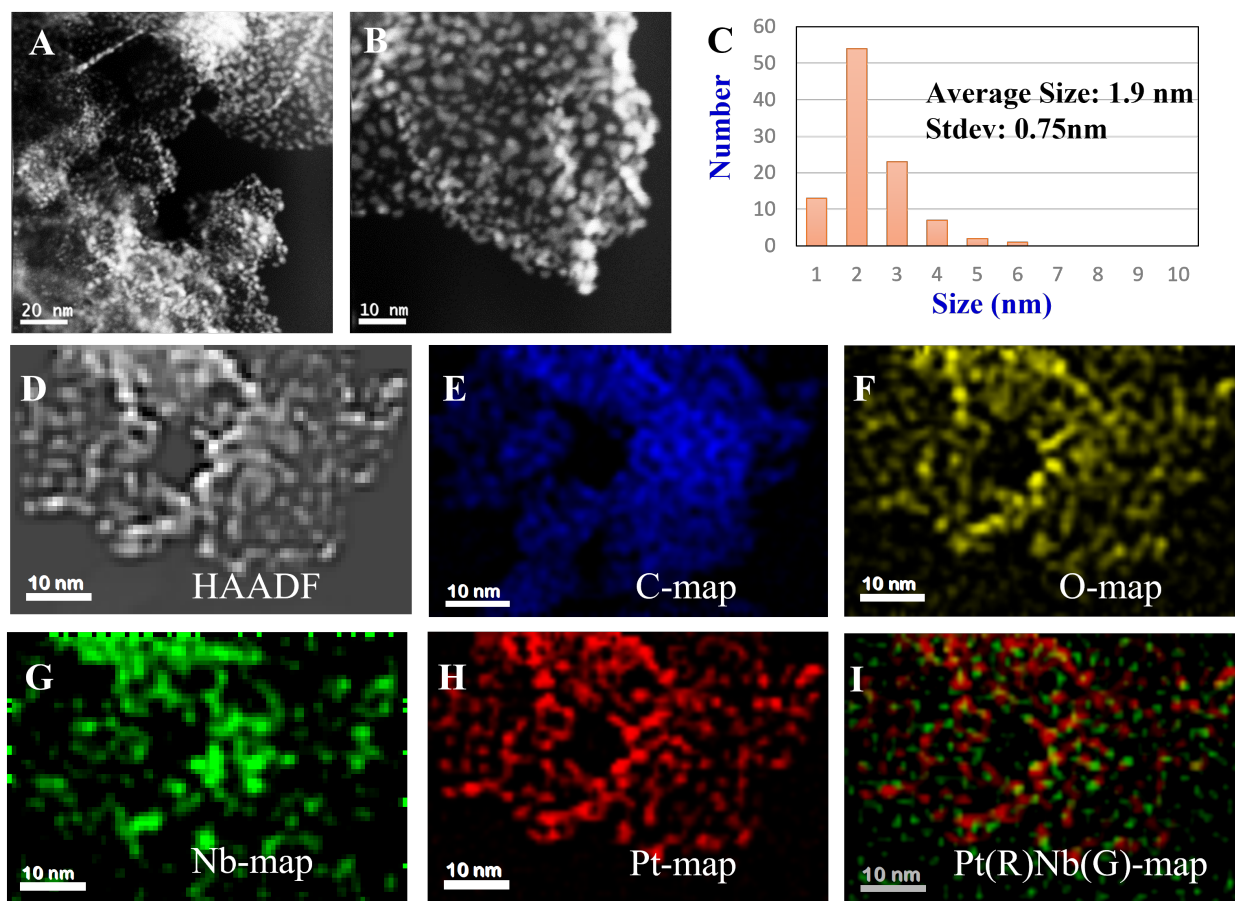 A
20 nm
B
10 nm
C
Number
60
50
40
30
20
10
0
Average Size: 1.9 nm
Stdev: 0.75nm
1 2 3 4 5 6 7 8 9 10
Size (nm)
D
10 nm
HAADF
E
10 nm
C-map
F
10 nm
O-map
G
10 nm
Nb-map
H
10 nm
Pt-map
I
10 nm
Pt(R)Nb(G)-map